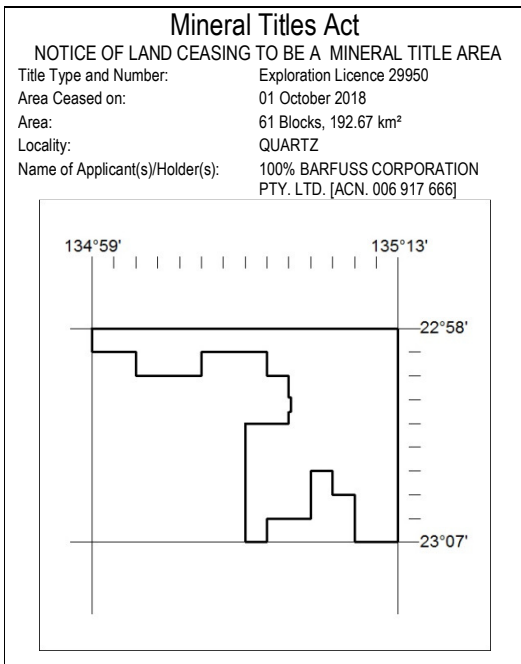 Mineral Titles Act
NOTICE OF LAND CEASING TO BE A MINERAL TITLE AREA
Title Type and Number: Exploration Licence 29950
Area Ceased on: 01 October 2018
Area: 61 Blocks, 192.67 km²
Locality: QUARTZ
Name of Applicant(s)/Holder(s): 100% BARFUSS CORPORATION
PTY. LTD. [ACN. 006 917 666]
134°59' 135°13'
22°58'
23°07'